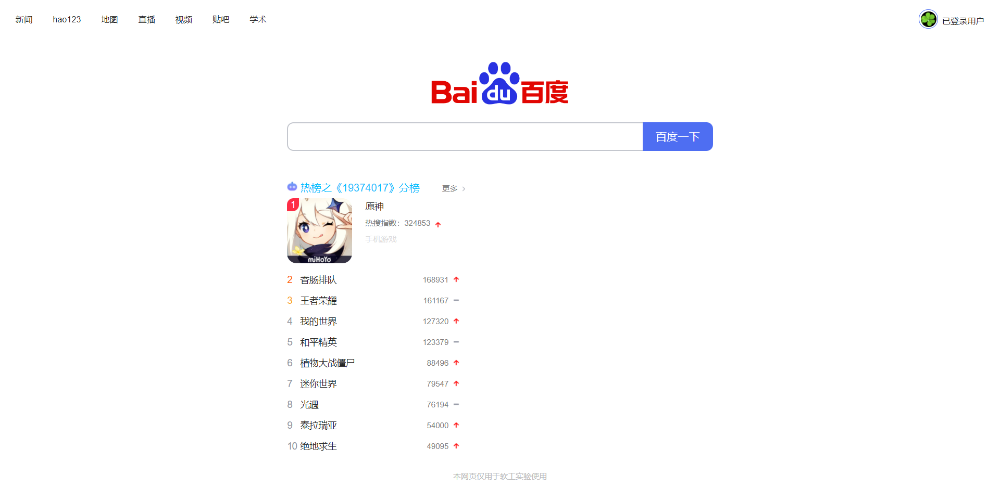 新闻 hao123 地图 直播 视频 贴吧 学术 已登录用户
Bai du 百度
百度一下
热榜之《19374017》分榜 更多 >
1
原神
热搜指数：324853
手机游戏
miHoYo
2 香肠排队 168931
3 王者荣耀 161167
4 我的世界 127320
5 和平精英 123379
6 植物大战僵尸 88496
7 迷你世界 79547
8 光遇 76194
9 泰拉瑞亚 54000
10 绝地求生 49095
本网页仅用于软工实验使用